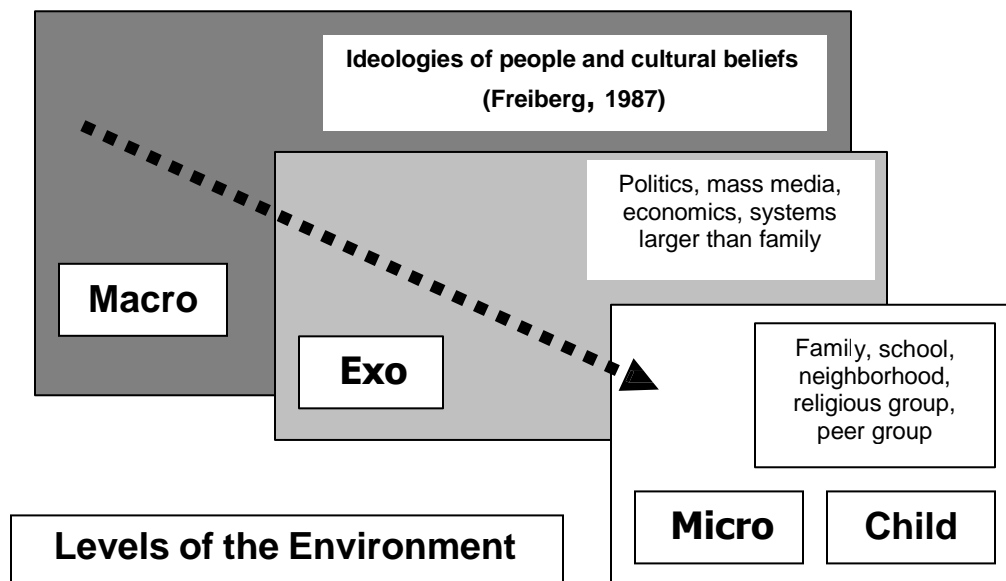 Ideologies of people and cultural beliefs
(Freiberg, 1987)
Politics, mass media,
economics, systems
larger than family
Macro
Exo
Family, school,
neighborhood,
religious group,
peer group
Micro
Child
Levels of the Environment